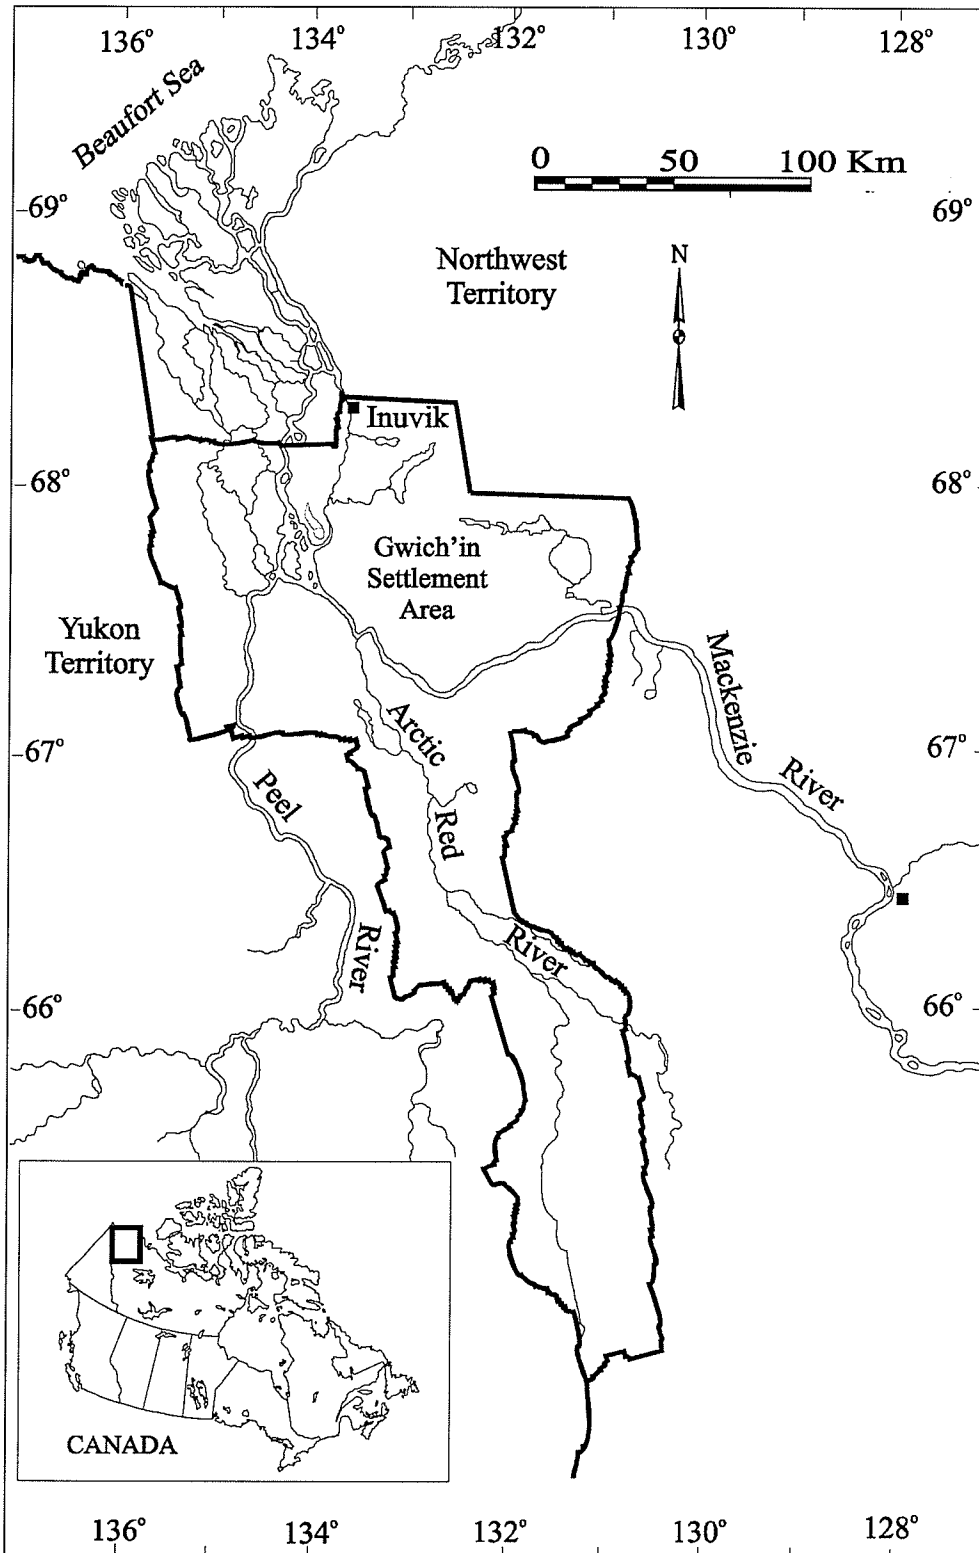 136° 134° 132° 130° 128°
Beaufort Sea
0 50 100 Km
69° 69°
N
Northwest
Territory
Inuvik
68° 68°
Gwich'in
Settlement
Area
Yukon
Territory
Mackenzie
River
Arctic
Red
River
67° 67°
Peel
River
66° 66°
CANADA
136° 134° 132° 130° 128°